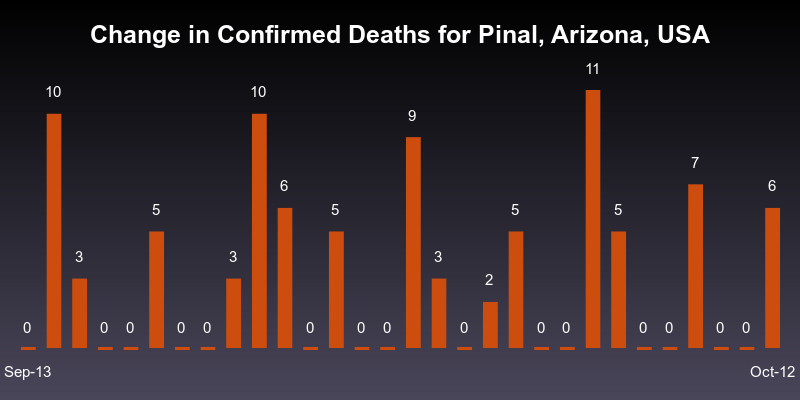 Change in Confirmed Deaths for Pinal, Arizona, USA
0 10 3 0 0 5 0 0 3 10 6 0 5 0 0 9 3 0 2 5 0 0 11 5 0 0 7 0 0 6
Sep-13 Oct-12